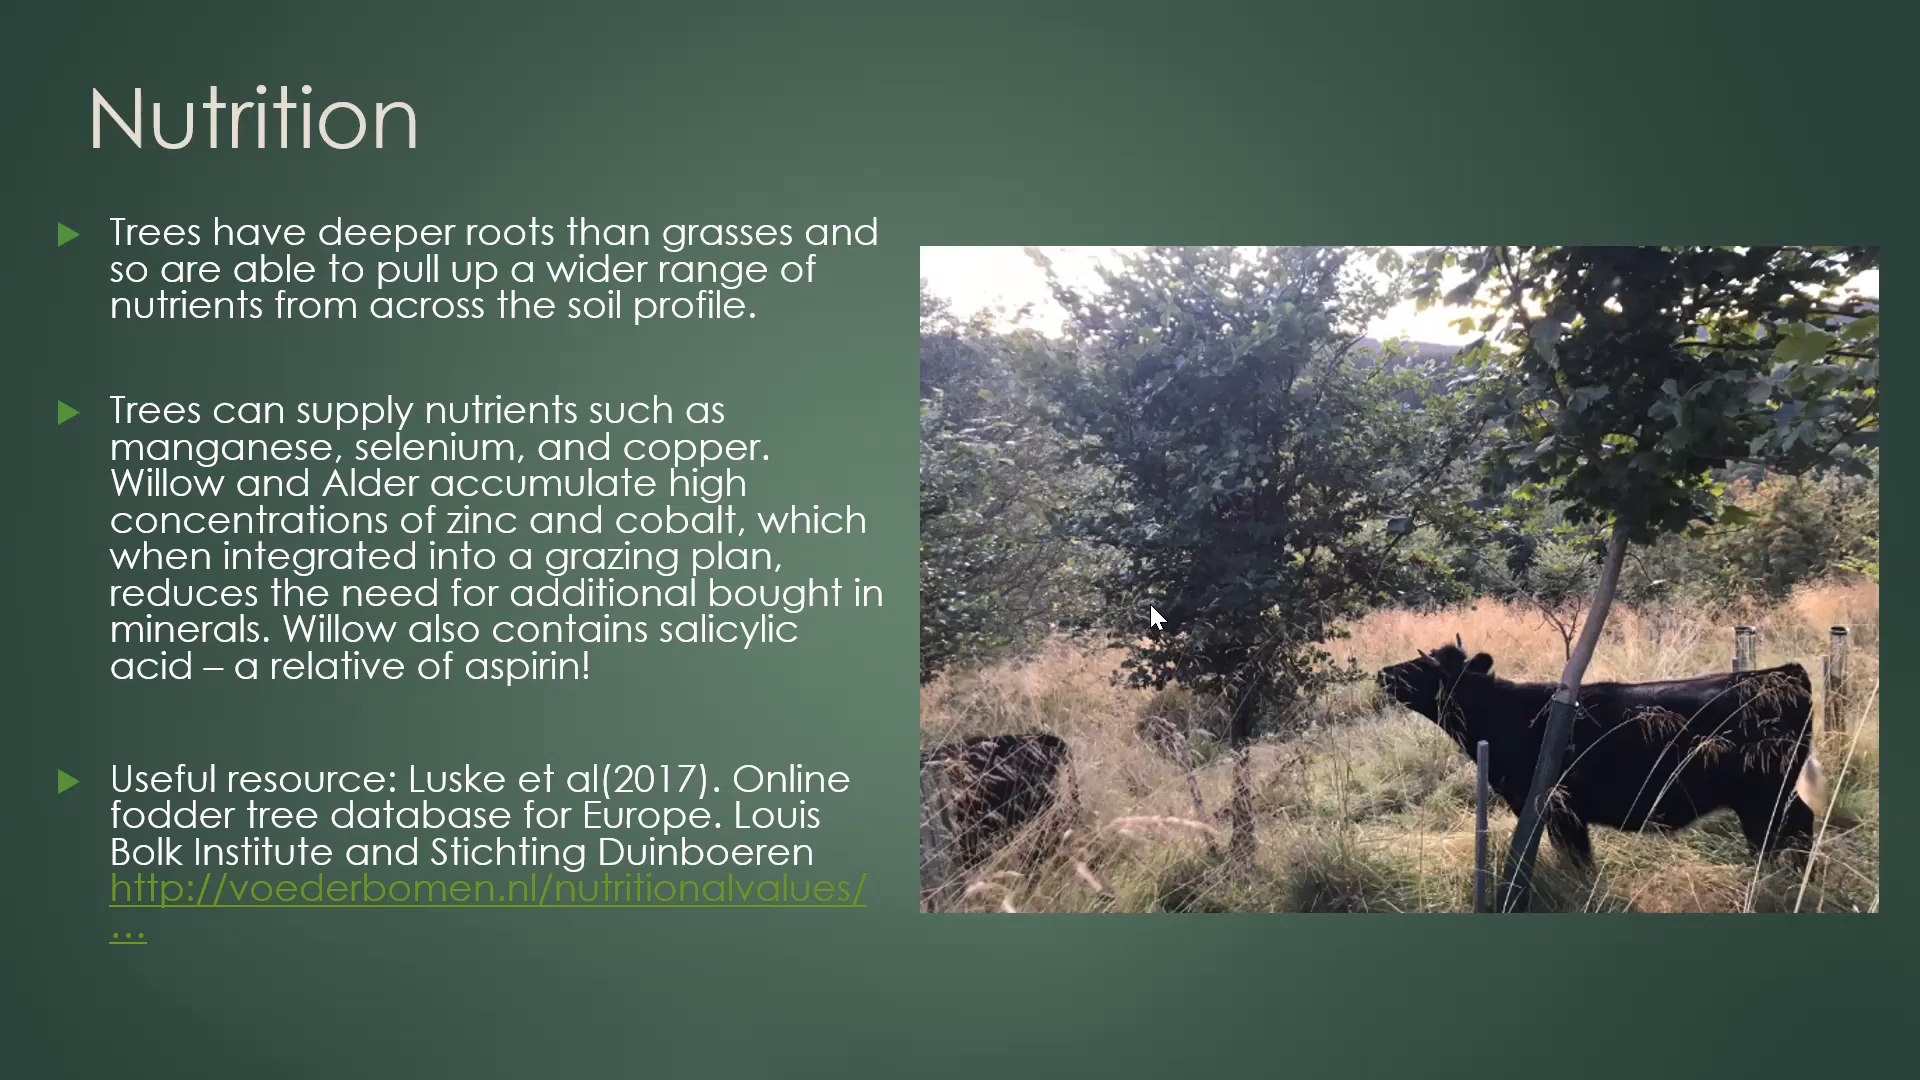 Nutrition
Trees have deeper roots than grasses and
so are able to pull up a wider range of
nutrients from across the soil profile.
Trees can supply nutrients such as
manganese, selenium, and copper.
Willow and Alder accumulate high
concentrations of zinc and cobalt, which
when integrated into a grazing plan,
reduces the need for additional bought in
minerals. Willow also contains salicylic
acid – a relative of aspirin!
Useful resource: Luske et al(2017). Online
fodder tree database for Europe. Louis
Bolk Institute and Stichting Duinboeren
http://voederbomen.nl/nutritionalvalues/
…